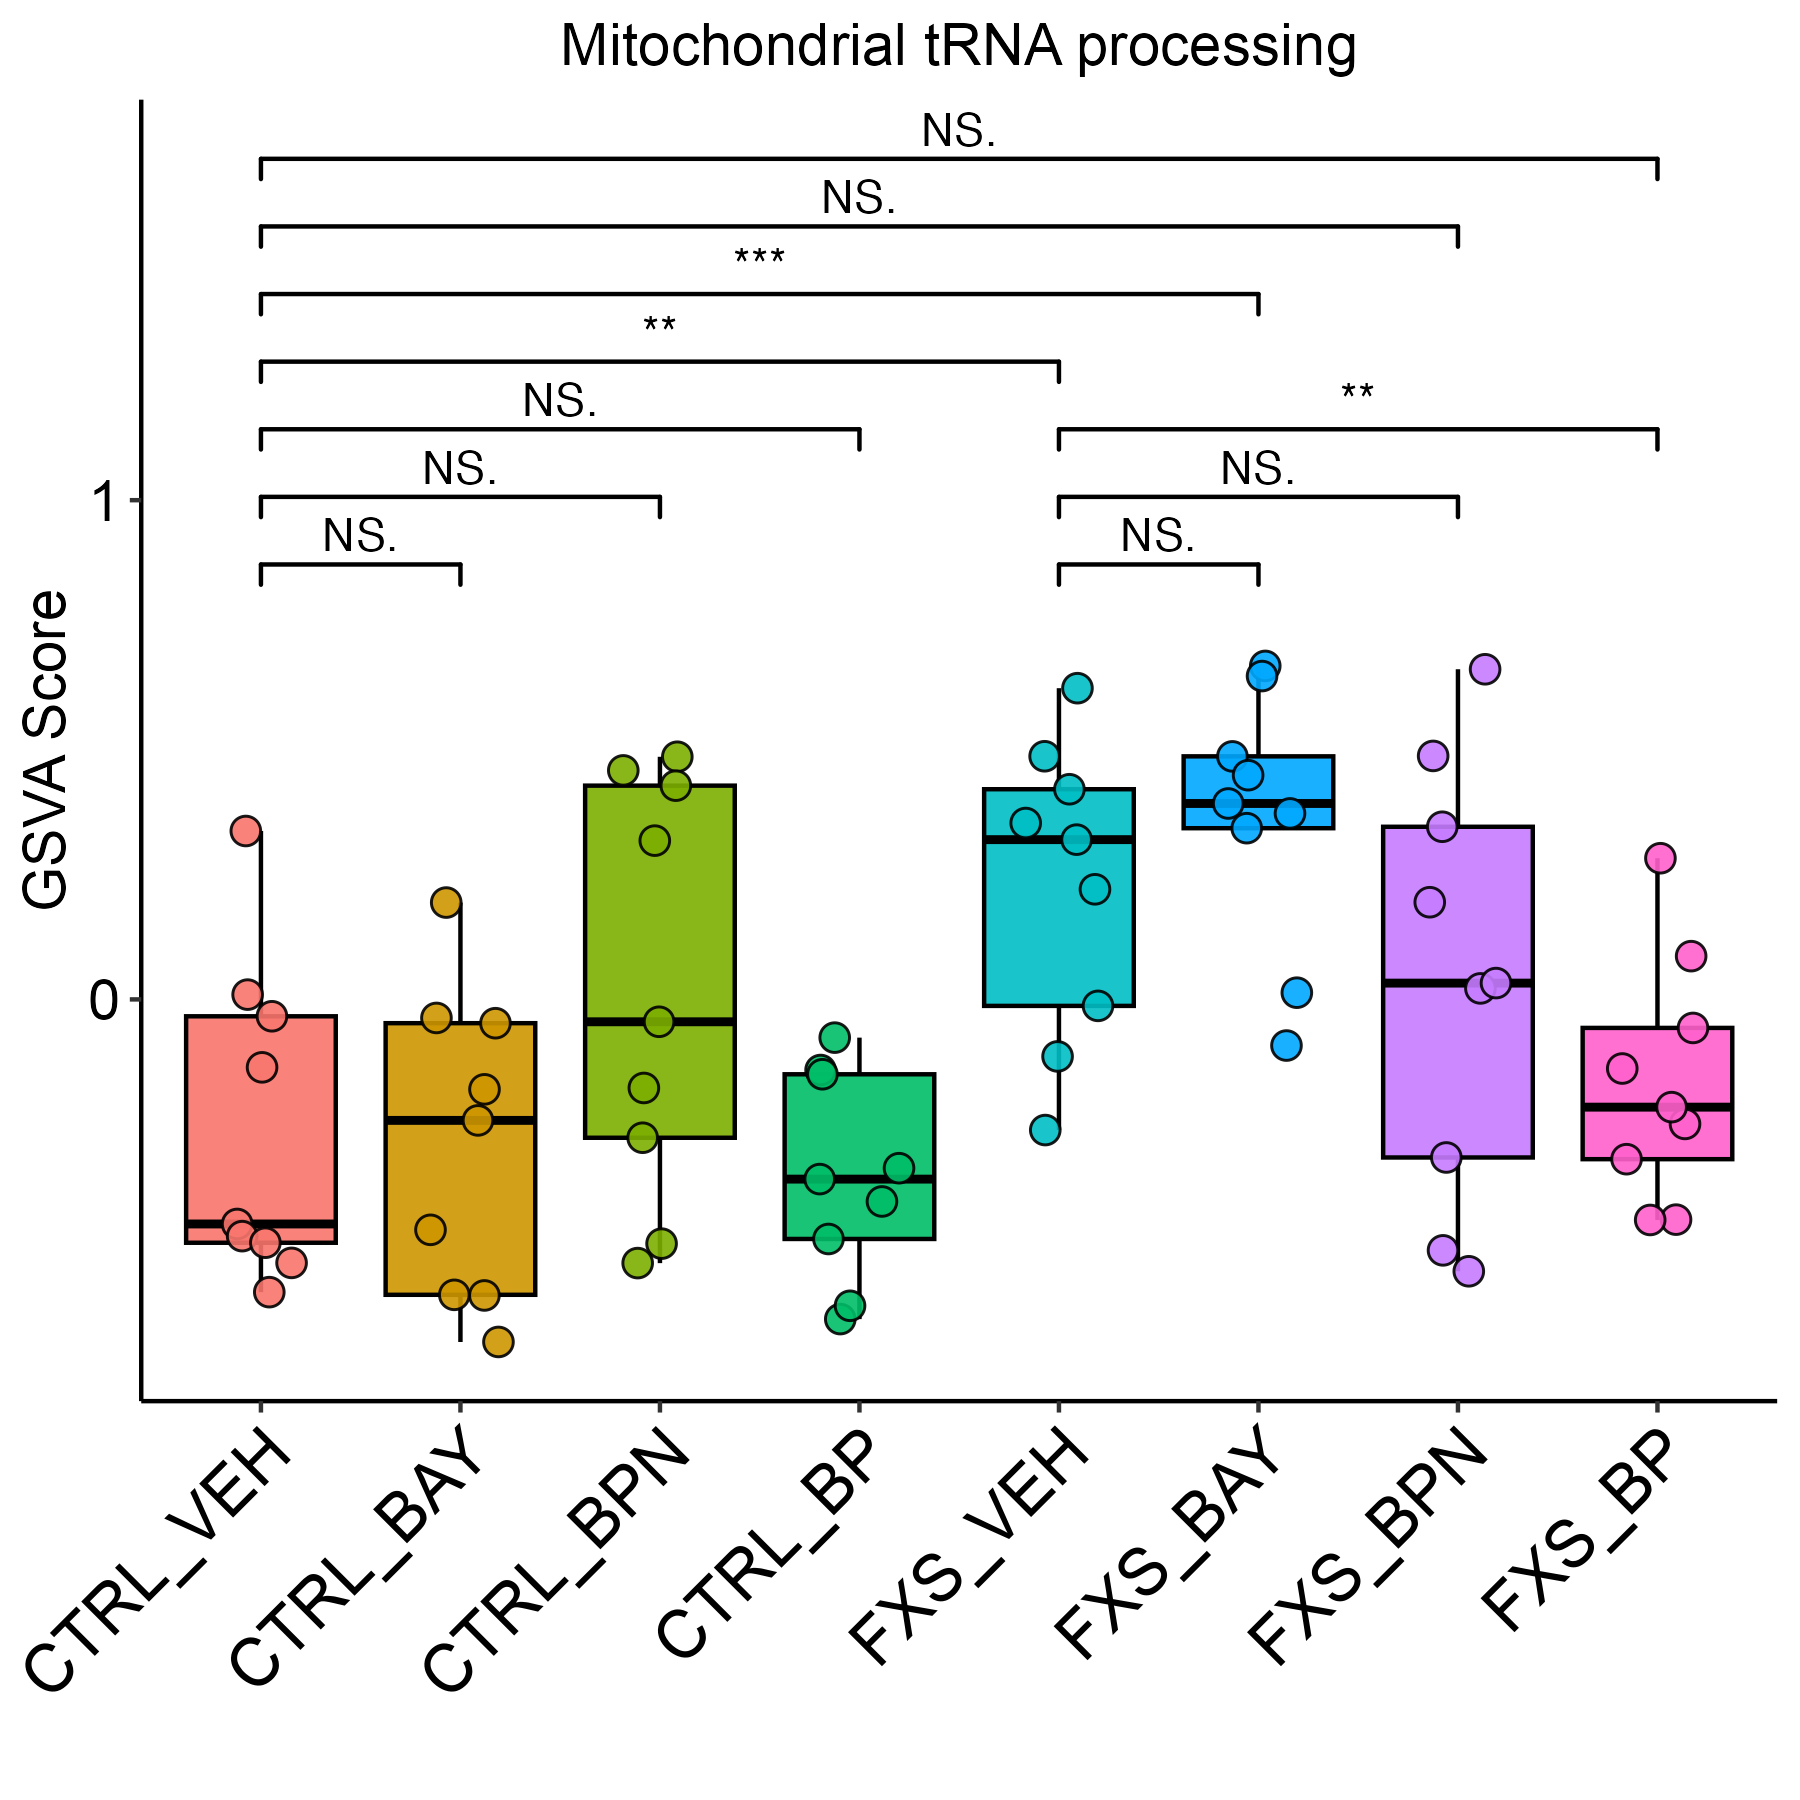 Mitochondrial tRNA processing
NS.
NS.
***
**
NS.
**
NS.
NS.
NS.
NS.
GSVA Score
1
0
CTRL_VEH
CTRL_BAY
CTRL_BPN
CTRL_BP
FXS_VEH
FXS_BAY
FXS_BPN
FXS_BP